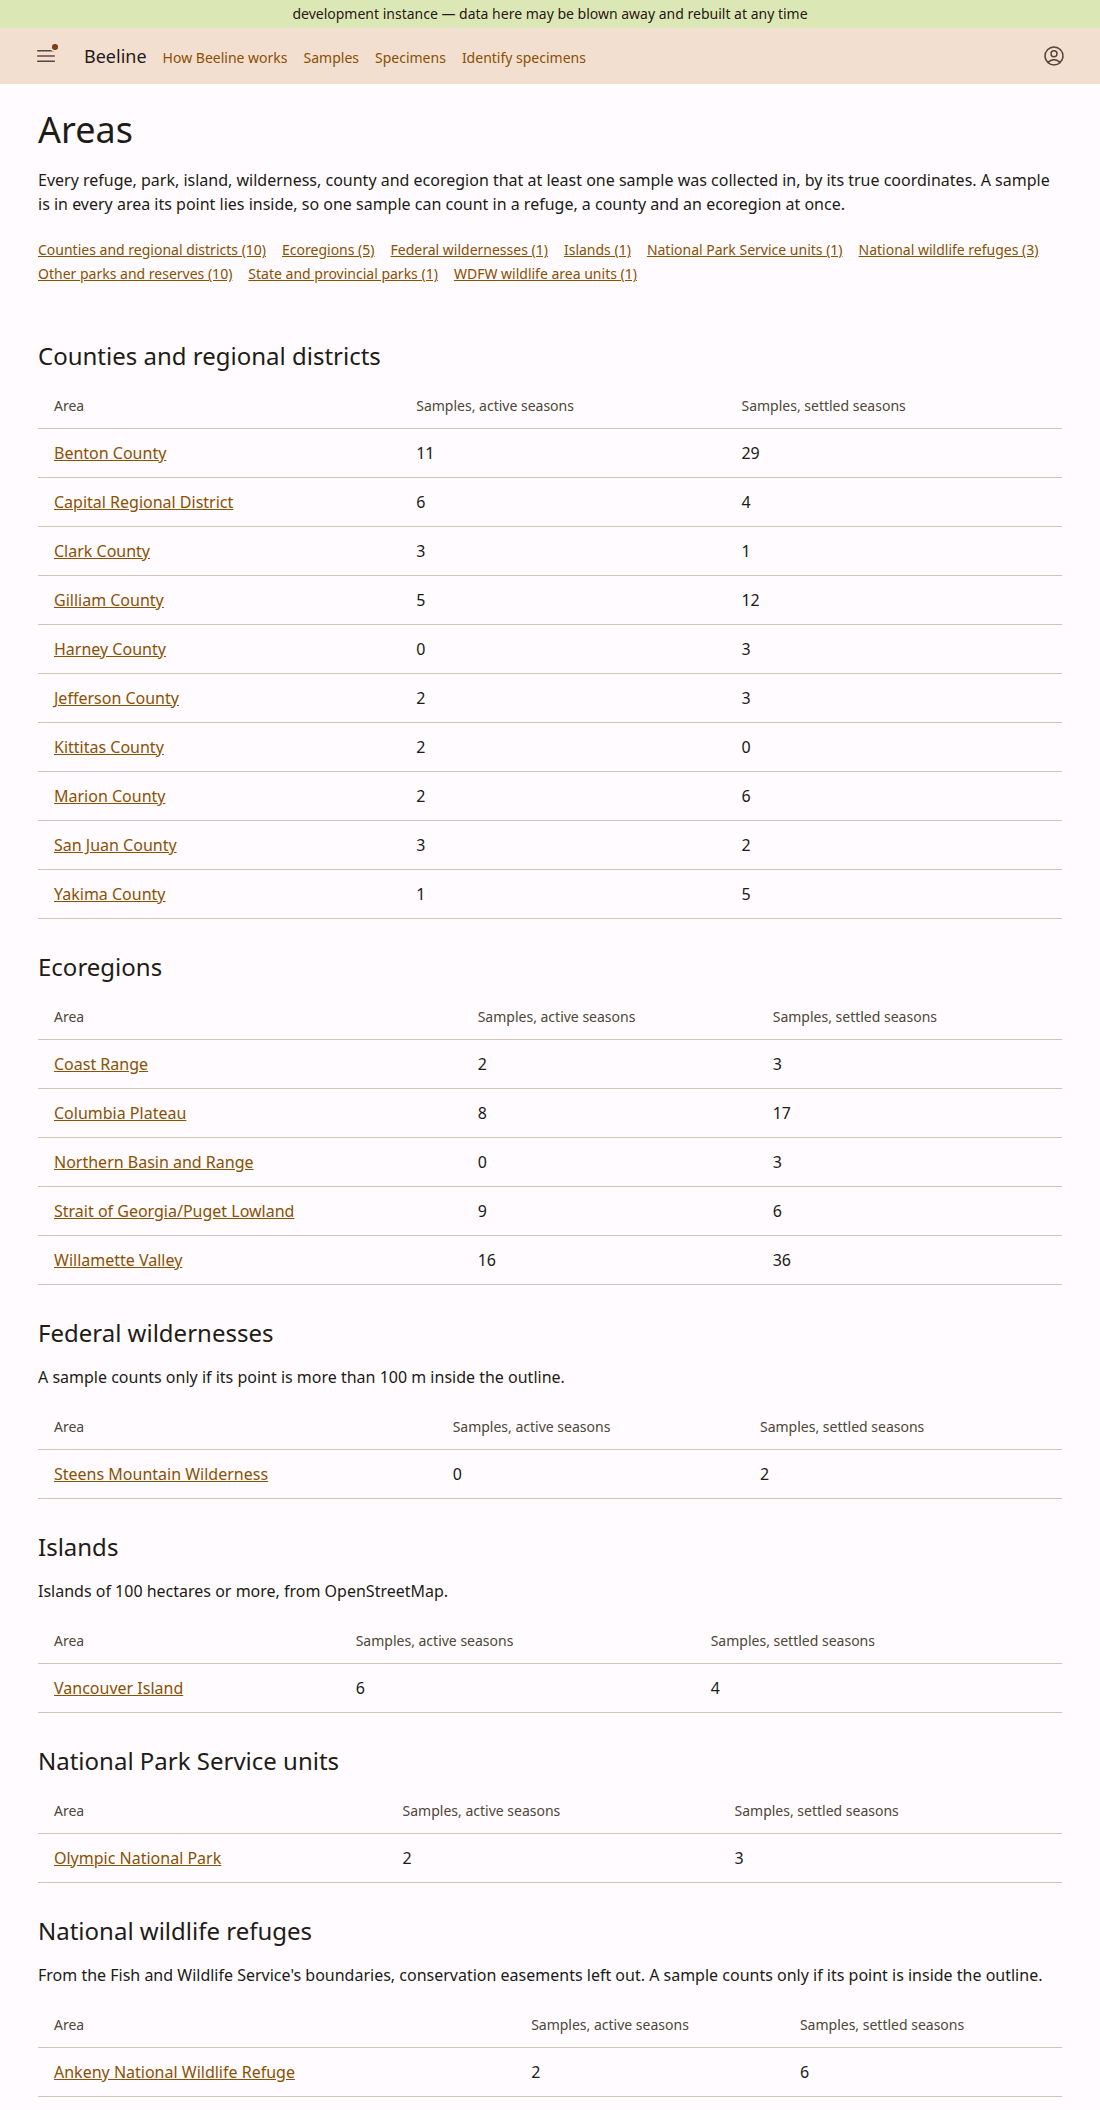 development instance — data here may be blown away and rebuilt at any time
Beeline How Beeline works Samples Specimens Identify specimens
Areas
Every refuge, park, island, wilderness, county and ecoregion that at least one sample was collected in, by its true coordinates. A sample
is in every area its point lies inside, so one sample can count in a refuge, a county and an ecoregion at once.
Counties and regional districts (10) Ecoregions (5) Federal wildernesses (1) Islands (1) National Park Service units (1) National wildlife refuges (3)
Other parks and reserves (10) State and provincial parks (1) WDFW wildlife area units (1)
Counties and regional districts
Area Samples, active seasons Samples, settled seasons
Benton County 11 29
Capital Regional District 6 4
Clark County 3 1
Gilliam County 5 12
Harney County 0 3
Jefferson County 2 3
Kittitas County 2 0
Marion County 2 6
San Juan County 3 2
Yakima County 1 5
Ecoregions
Area Samples, active seasons Samples, settled seasons
Coast Range 2 3
Columbia Plateau 8 17
Northern Basin and Range 0 3
Strait of Georgia/Puget Lowland 9 6
Willamette Valley 16 36
Federal wildernesses
A sample counts only if its point is more than 100 m inside the outline.
Area Samples, active seasons Samples, settled seasons
Steens Mountain Wilderness 0 2
Islands
Islands of 100 hectares or more, from OpenStreetMap.
Area Samples, active seasons Samples, settled seasons
Vancouver Island 6 4
National Park Service units
Area Samples, active seasons Samples, settled seasons
Olympic National Park 2 3
National wildlife refuges
From the Fish and Wildlife Service's boundaries, conservation easements left out. A sample counts only if its point is inside the outline.
Area Samples, active seasons Samples, settled seasons
Ankeny National Wildlife Refuge 2 6